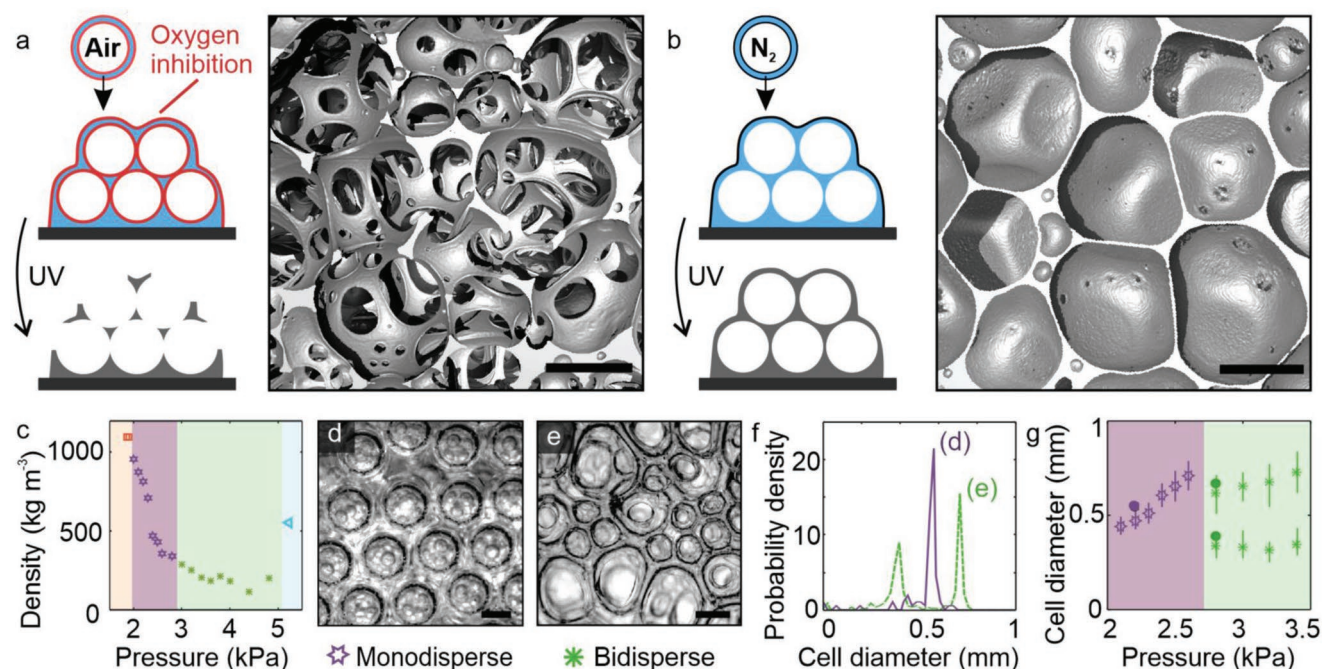 a
Air
Oxygen
inhibition
UV
b
N₂
UV
c
Density (kg m⁻³)
1000
500
0
2
3
4
5
Pressure (kPa)
d
e
f
Probability density
20
10
0
(d)
(e)
0
0.5
1
Cell diameter (mm)
g
Cell diameter (mm)
1
0.5
0
2
2.5
3
3.5
Pressure (kPa)
Monodisperse
Bidisperse